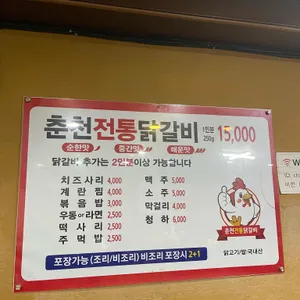 춘천전통닭갈비 1인분 250g 15,000
순한맛 중간맛 매운맛
닭갈비 추가는 2인분이상 가능합니다
치즈사리 4,000 맥주 5,000
계란찜 4,000 소주 5,000
볶음밥 3,000 막걸리 4,000
우동or라면 2,500 청하 6,000
떡사리 2,500
주먹밥 2,500
포장가능 (조리/비조리) 비조리 포장시 2+1
춘천전통닭갈비
닭고기/쌀:국내산